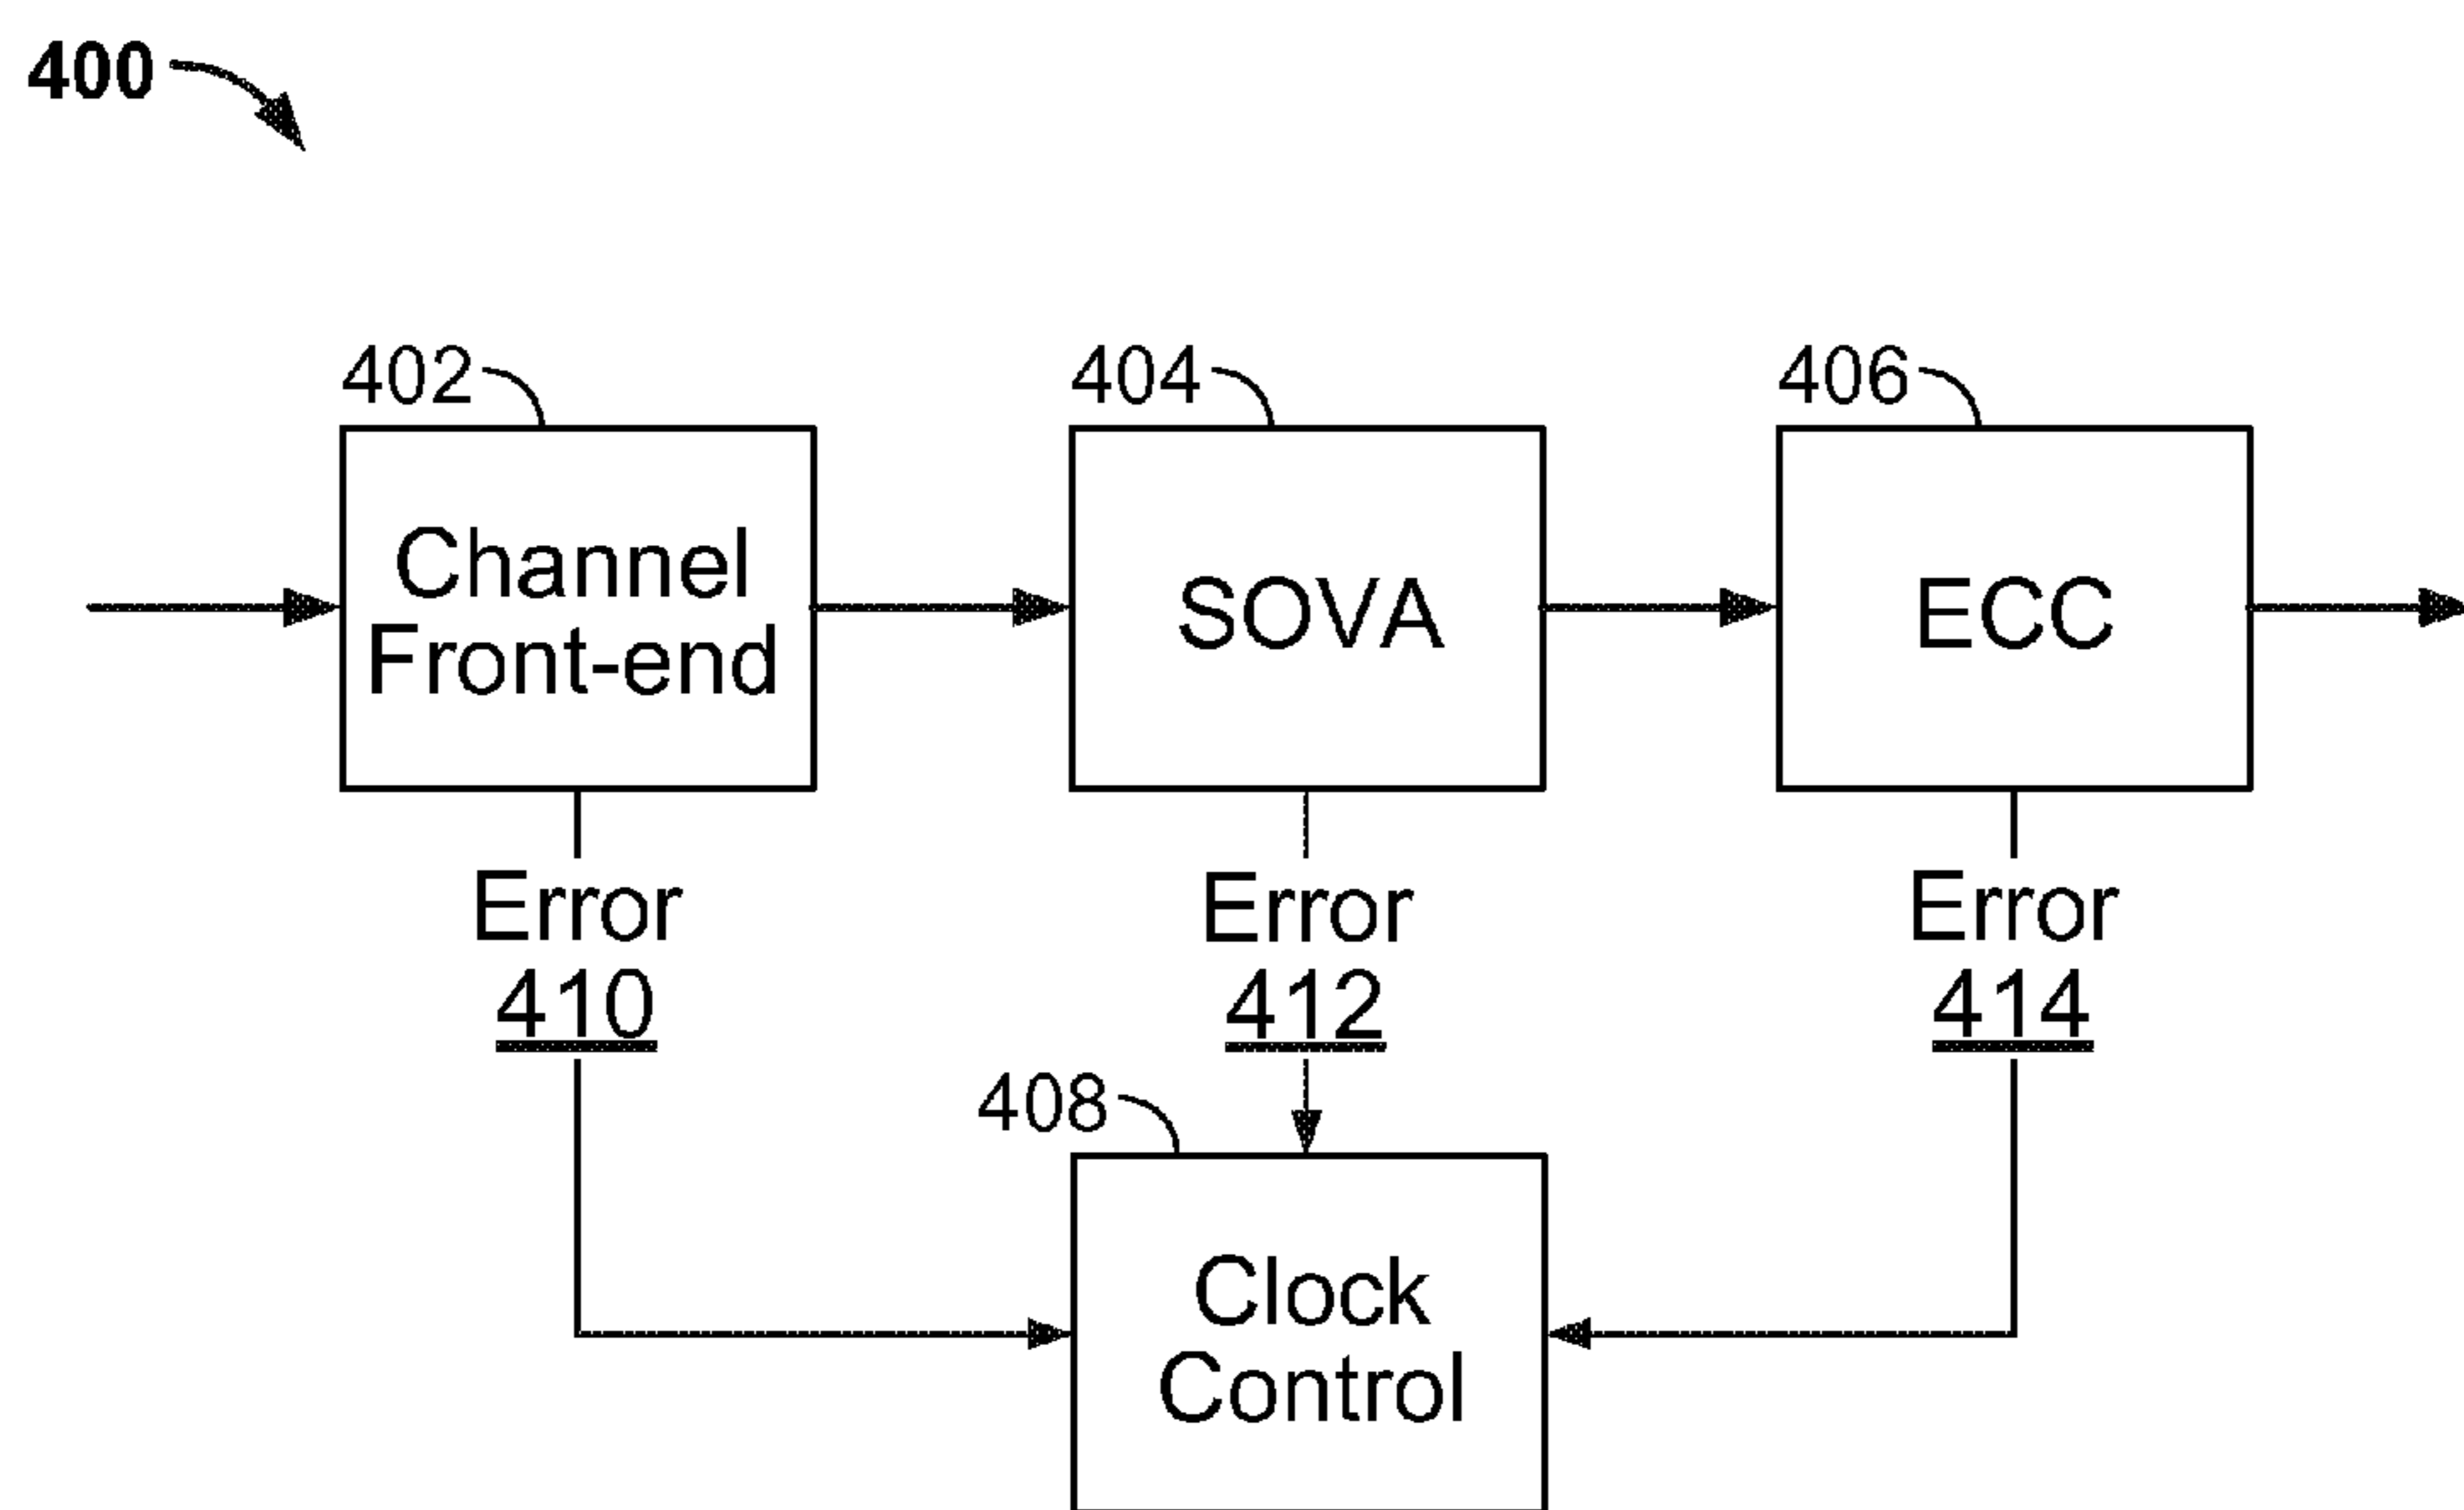 400
402
404
406
Channel
Front-end
SOVA
ECC
Error
410
Error
412
Error
414
408
Clock
Control